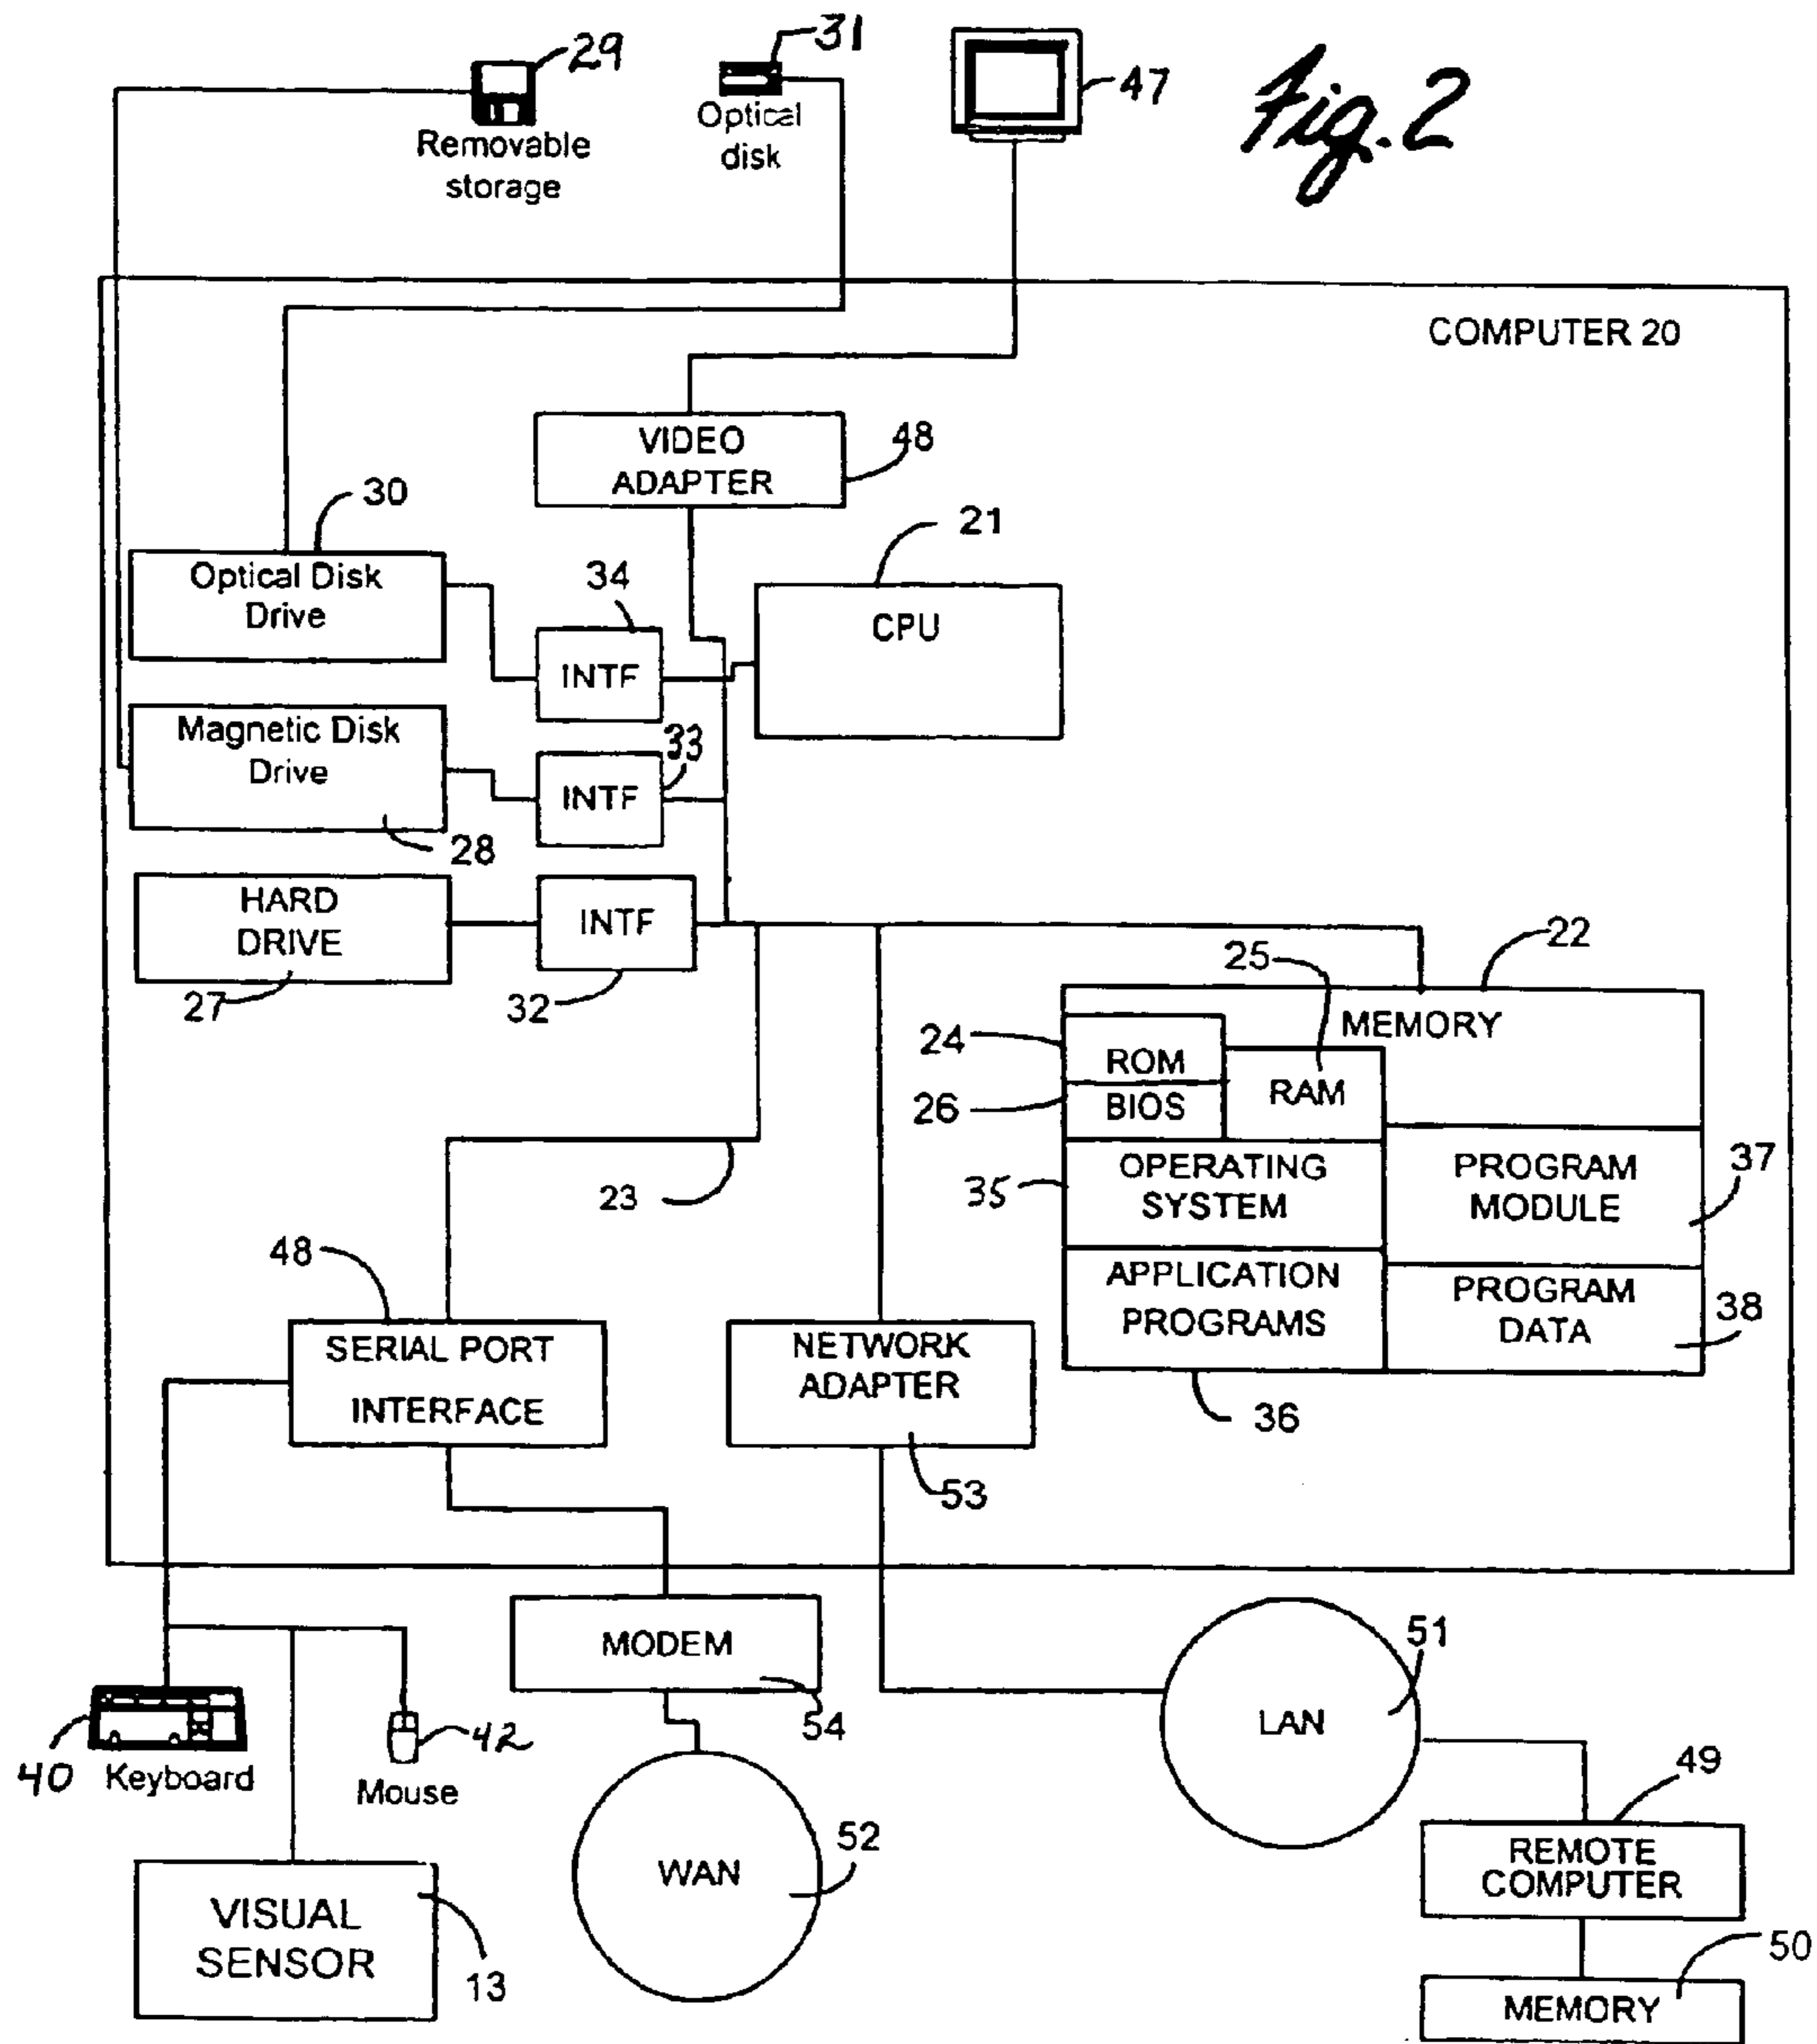 29
31
47
Fig. 2
Removable
storage
Optical
disk
COMPUTER 20
VIDEO
ADAPTER
48
30
21
Optical Disk
Drive
34
INTF
CPU
Magnetic Disk
Drive
33
INTF
28
HARD
DRIVE
INTF
27
32
22
25
MEMORY
24
ROM
RAM
26
BIOS
OPERATING
SYSTEM
35
PROGRAM
MODULE
37
23
48
APPLICATION
PROGRAMS
PROGRAM
DATA
38
SERIAL PORT
INTERFACE
NETWORK
ADAPTER
36
53
MODEM
54
51
LAN
40
Keyboard
42
Mouse
49
52
WAN
REMOTE
COMPUTER
VISUAL
SENSOR
13
50
MEMORY